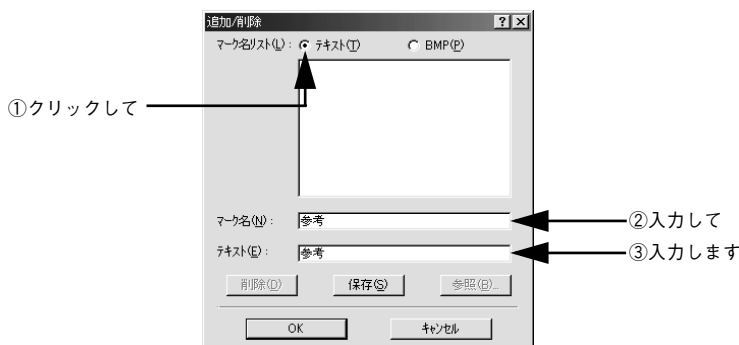 追加/削除
マーク名リスト(L): テキスト(T) BMP(P)
①クリックして
マーク名(N): 参考
②入力して
テキスト(E): 参考
③入力します
削除(D) 保存(S) 参照(B)...
OK キャンセル